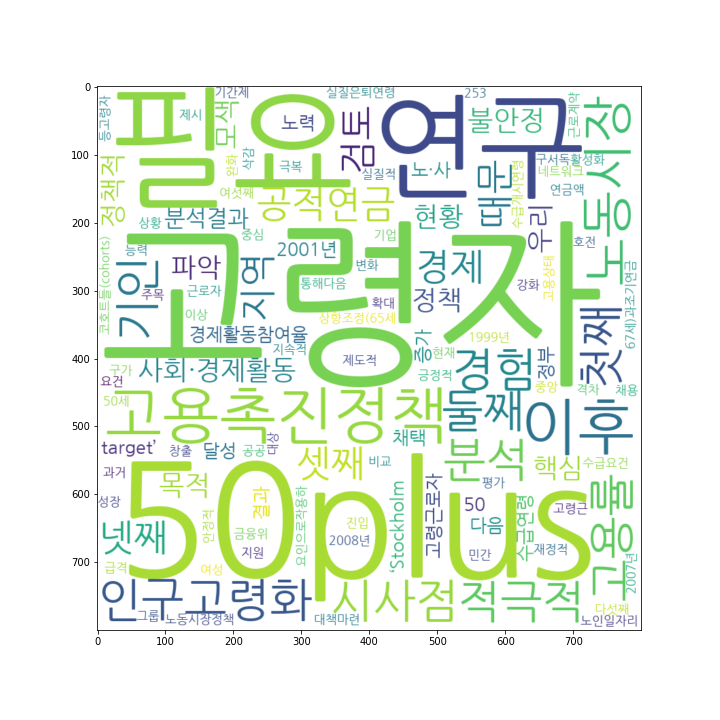 필요
연구
고령자
50plus
고용촉진정책
노동시장
기간제
실질은퇴연령
253
등고령자
제시
모색
노력
검토
불안정
근로계약
정책적
완화
삭감
극복
노·사
실질적
구서독활성화
네트워크
연금액
여섯째
공적연금
대문
수급개시연령
상황
분석결과
현황
우리
중심
2001년
기업
호전
코호트들(cohorts)
능력
기인
파악
지역
변화
경제
주목
근로자
통해다음
확대
정책
강화
고용상태
67세)과조기연금
이상
상향조정(65세
경제활동참여율
증가
1999년
첫째
지속적
구가
제도적
현재
정부
요건
사회·경제활동
긍정적
경험
중앙
격차
채용
50세
둘째
이후
target’
창출
달성
공공
대상
채택
과거
셋째
비교
분석
핵심
수급요건
성장
목적
결과
‘Stockholm
고령근로자
50
평가
고령근
고용률
넷째
안정적
금융위
요인으로작용하
진입
2008년
다음
수급연령
급격
여성
지원
민간
재정적
2007년
인구고령화
시사점
적극적
다섯째
그룹
노동시장정책
대책마련
노인일자리
0
100
200
300
400
500
600
700
0
100
200
300
400
500
600
700